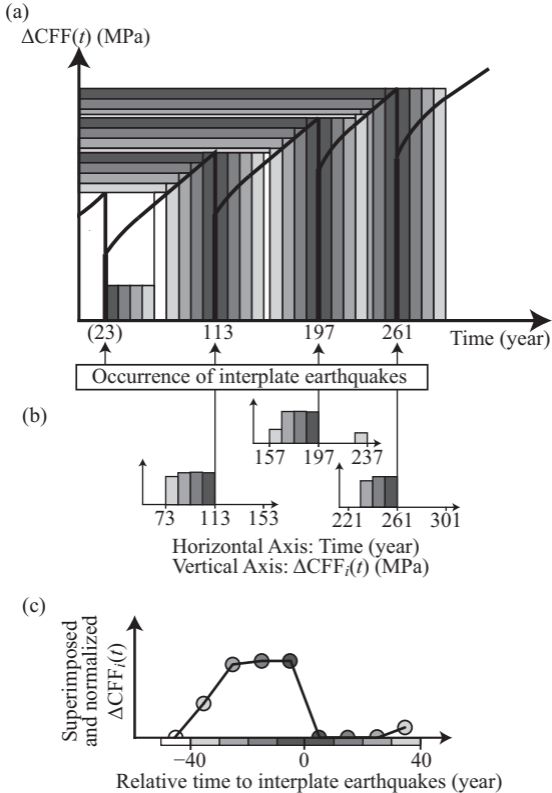 (a)
ΔCFF(t) (MPa)
(23) 113 197 261 Time (year)
Occurrence of interplate earthquakes
(b)
157 197 237
73 113 153
221 261 301
Horizontal Axis: Time (year)
Vertical Axis: ΔCFFi(t) (MPa)
(c)
Superimposed
and normalized
ΔCFFi(t)
−40 0 40
Relative time to interplate earthquakes (year)